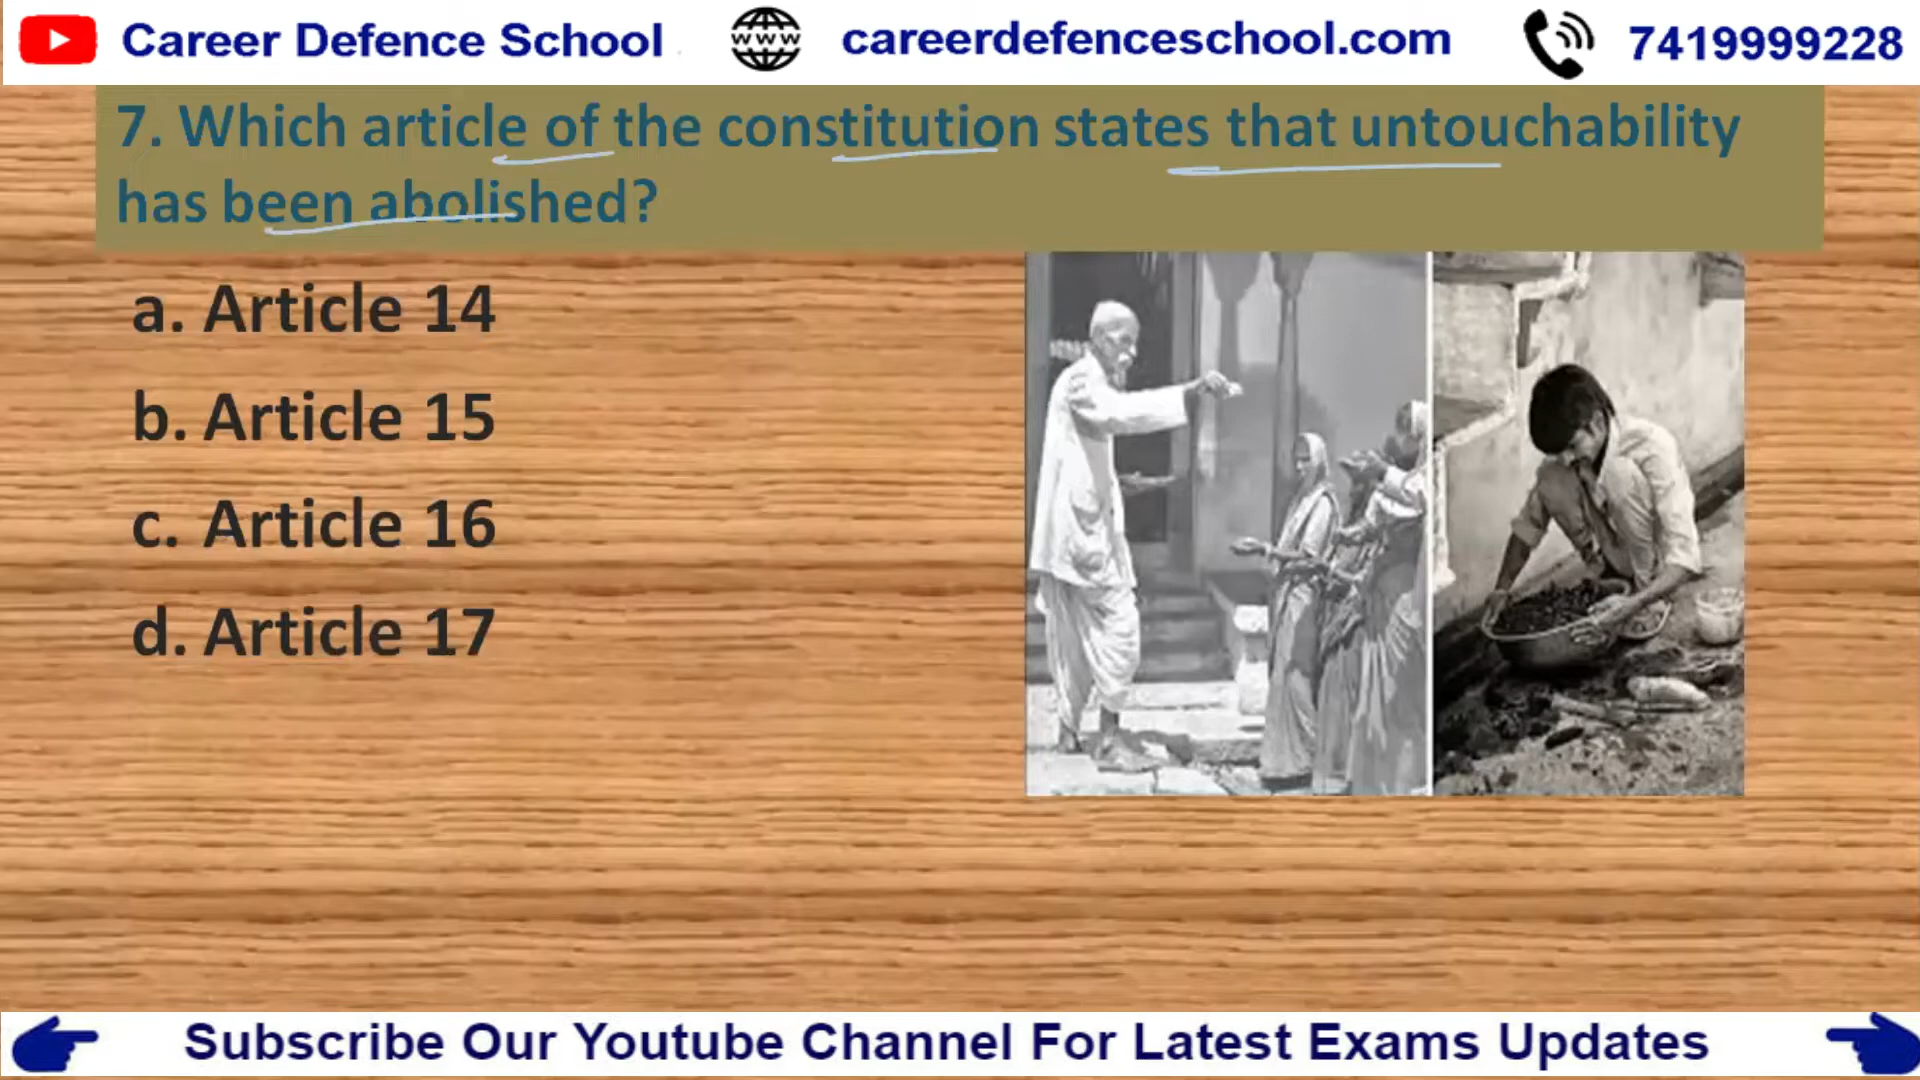 Career Defence School
www
careerdefenceschool.com
7419999228
7. Which article of the constitution states that untouchability
has been abolished?
a. Article 14
b. Article 15
c. Article 16
d. Article 17
Subscribe Our Youtube Channel For Latest Exams Updates